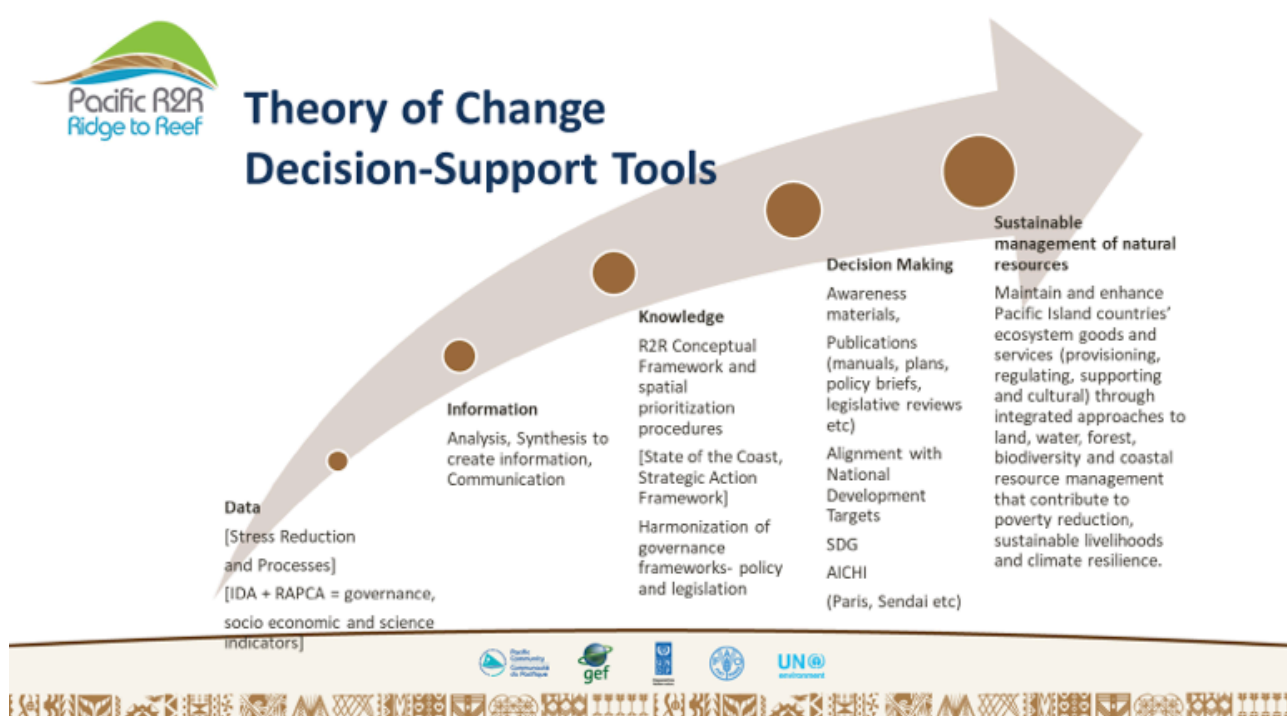 Pacific R2R
Ridge to Reef
Theory of Change
Decision-Support Tools
Data
[Stress Reduction
and Processes]
[IDA + RAPCA = governance,
socio economic and science
indicators]
Information
Analysis, Synthesis to
create information,
Communication
Knowledge
R2R Conceptual
Framework and
spatial
prioritization
procedures
[State of the Coast,
Strategic Action
Framework]
Harmonization of
governance
frameworks- policy
and legislation
Decision Making
Awareness
materials,
Publications
(manuals, plans,
policy briefs,
legislative reviews
etc)
Alignment with
National
Development
Targets
SDG
AICHI
(Paris, Sendai etc)
Sustainable
management of natural
resources
Maintain and enhance
Pacific Island countries’
ecosystem goods and
services (provisioning,
regulating, supporting
and cultural) through
integrated approaches to
land, water, forest,
biodiversity and coastal
resource management
that contribute to
poverty reduction,
sustainable livelihoods
and climate resilience.
Pacific
Community
Communauté
du Pacifique
gef
UN
environment